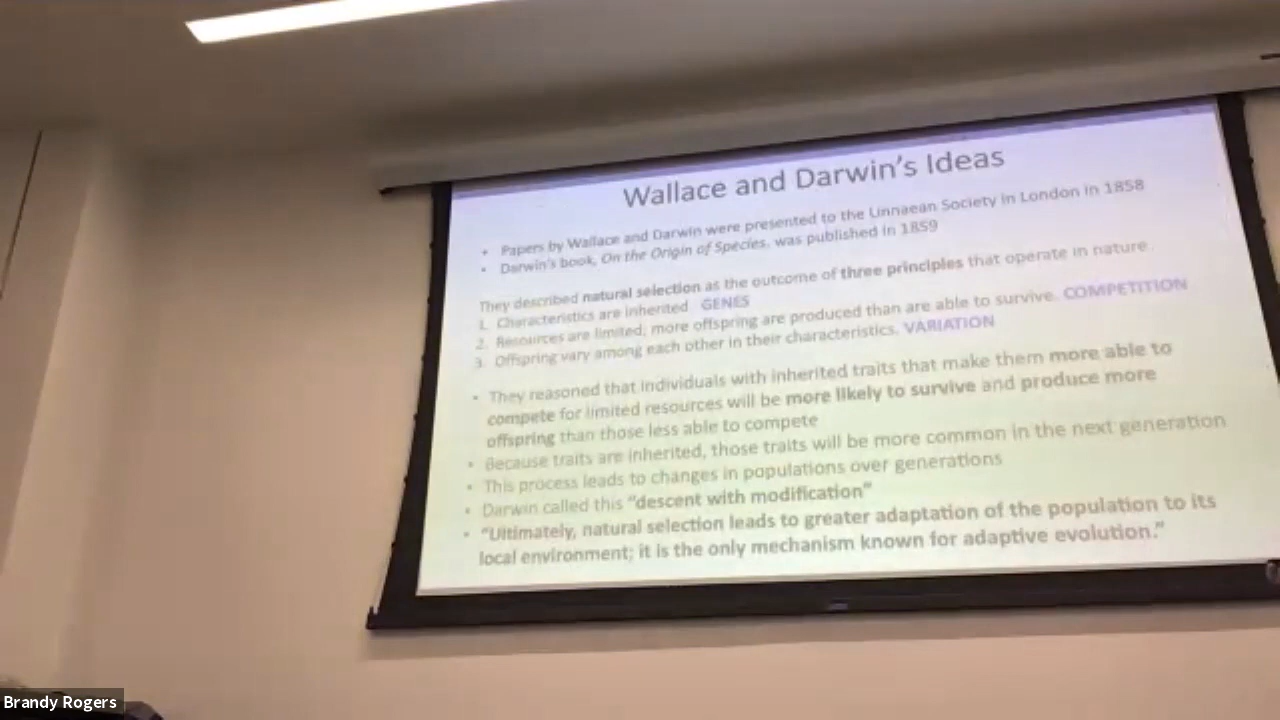 Wallace and Darwin's Ideas
• Papers by Wallace and Darwin were presented to the Linnaean Society in London in 1858
• Darwin's book, On the Origin of Species, was published in 1859
They described natural selection as the outcome of three principles that operate in nature.
1. Characteristics are inherited GENES
2. Resources are limited; more offspring are produced than are able to survive. COMPETITION
3. Offspring vary among each other in their characteristics. VARIATION
• They reasoned that individuals with inherited traits that make them more able to
compete for limited resources will be more likely to survive and produce more
offspring than those less able to compete
• Because traits are inherited, those traits will be more common in the next generation
• This process leads to changes in populations over generations
• Darwin called this "descent with modification"
• "Ultimately, natural selection leads to greater adaptation of the population to its
local environment; it is the only mechanism known for adaptive evolution."
Brandy Rogers